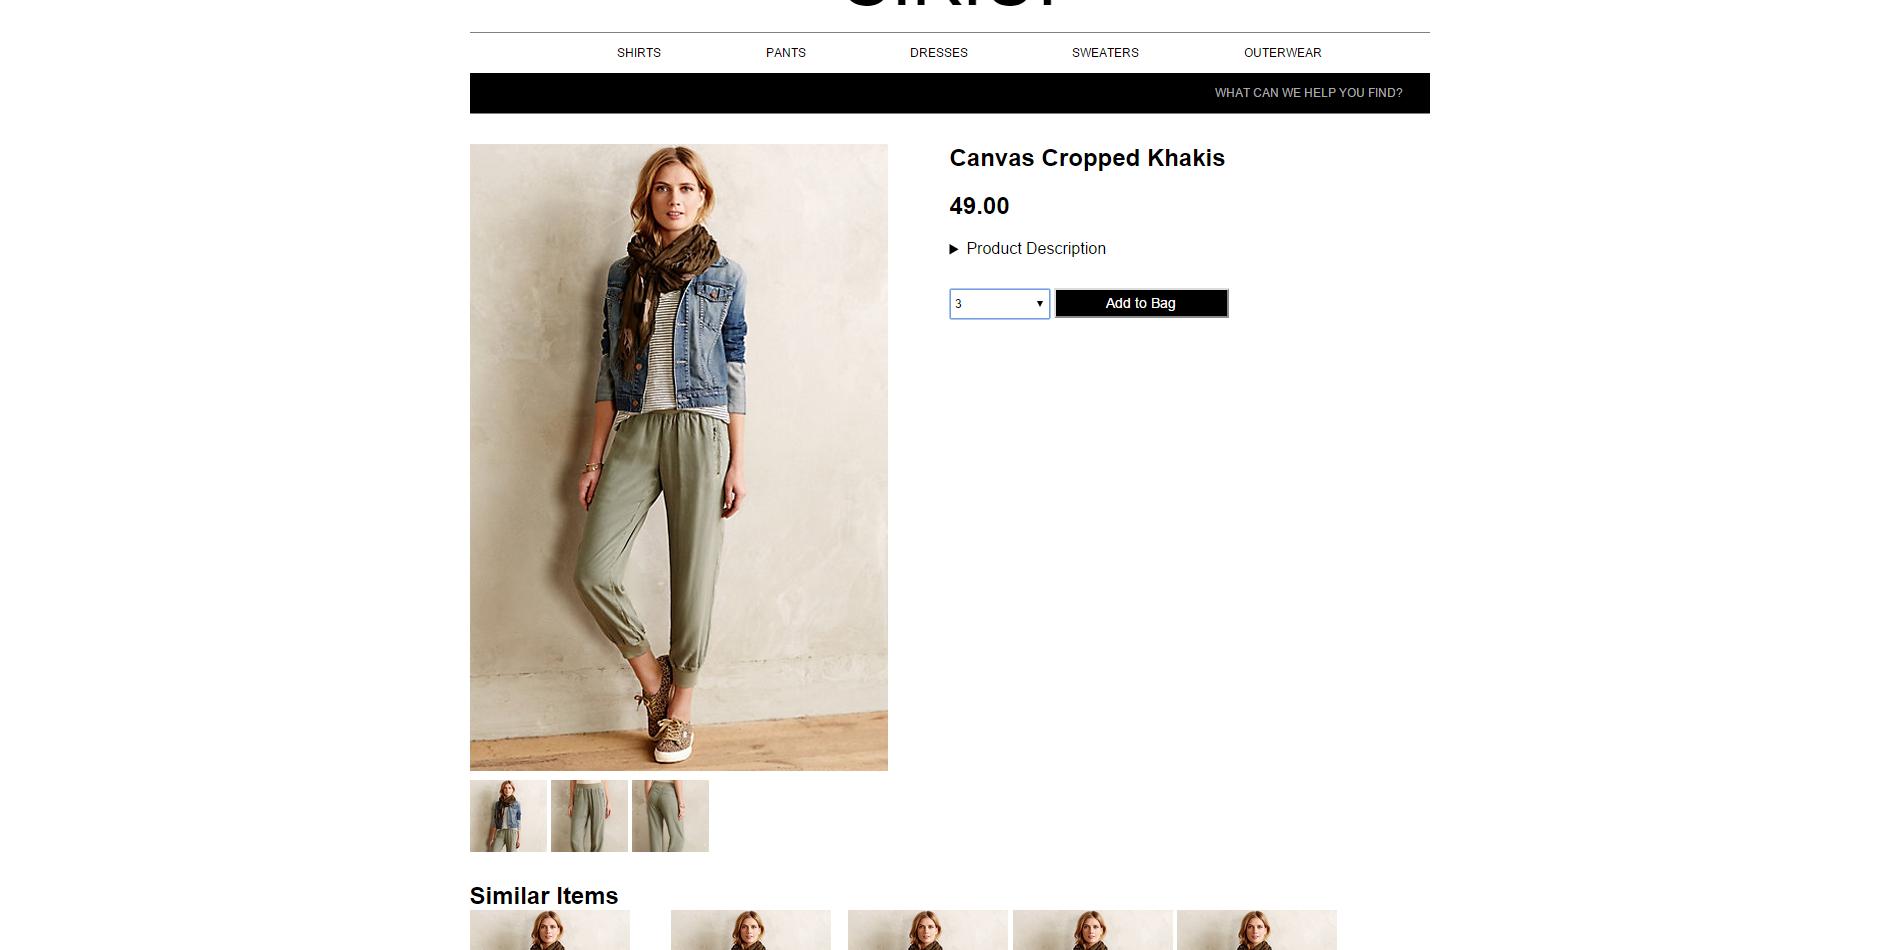 SHIRTS PANTS DRESSES SWEATERS OUTERWEAR
WHAT CAN WE HELP YOU FIND?
Canvas Cropped Khakis
49.00
Product Description
3 Add to Bag
Similar Items